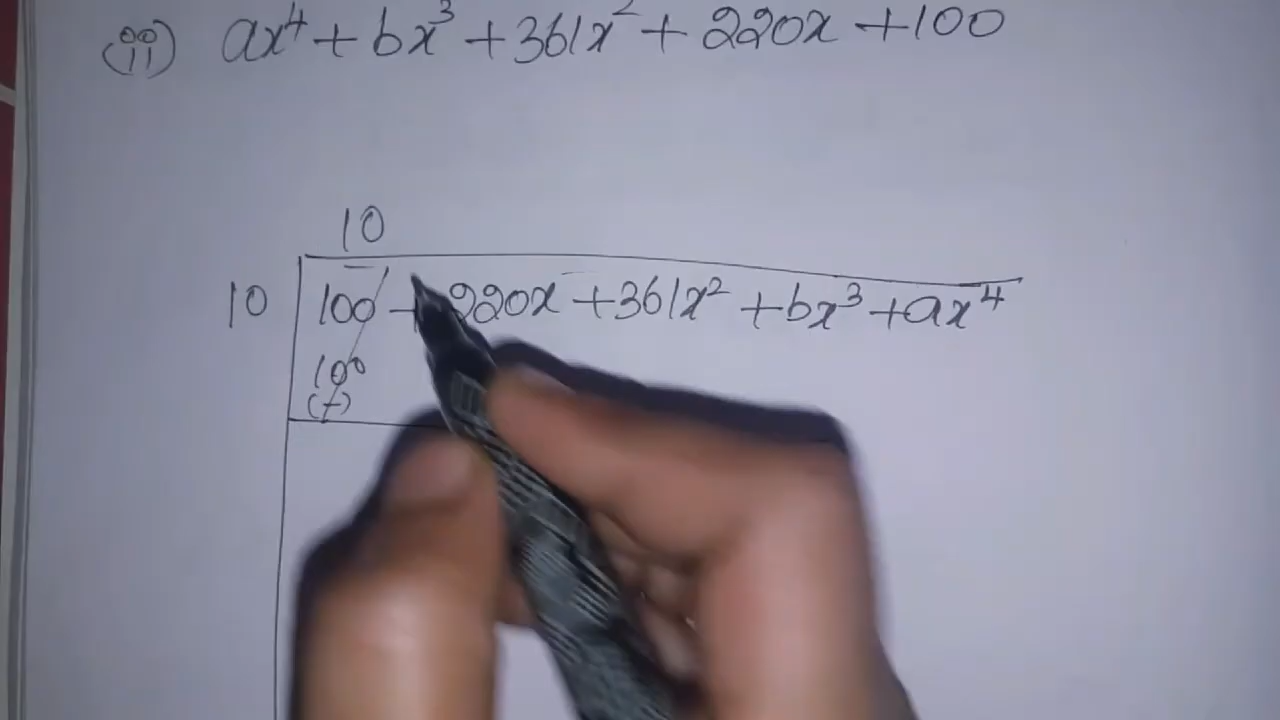 (ii) ax⁴ + bx³ + 361x² + 220x + 100
10
10 100 + 220x + 361x² + bx³ + ax⁴
100
(-)